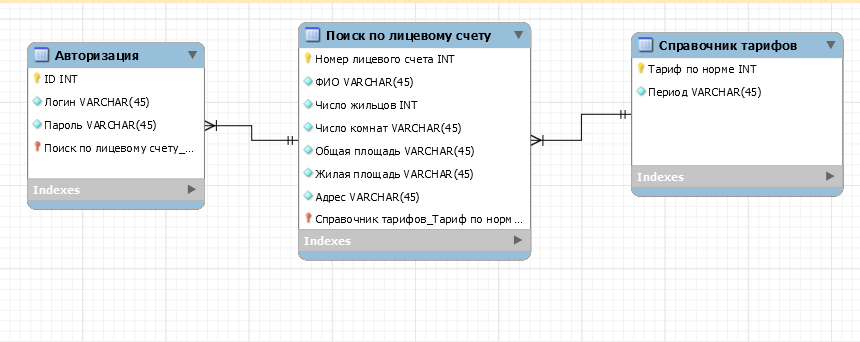 Авторизация
ID INT
Логин VARCHAR(45)
Пароль VARCHAR(45)
Поиск по лицевому счету_...
Indexes
Поиск по лицевому счету
Номер лицевого счета INT
ФИО VARCHAR(45)
Число жильцов INT
Число комнат VARCHAR(45)
Общая площадь VARCHAR(45)
Жилая площадь VARCHAR(45)
Адрес VARCHAR(45)
Справочник тарифов_Тариф по норм...
Indexes
Справочник тарифов
Тариф по норме INT
Период VARCHAR(45)
Indexes